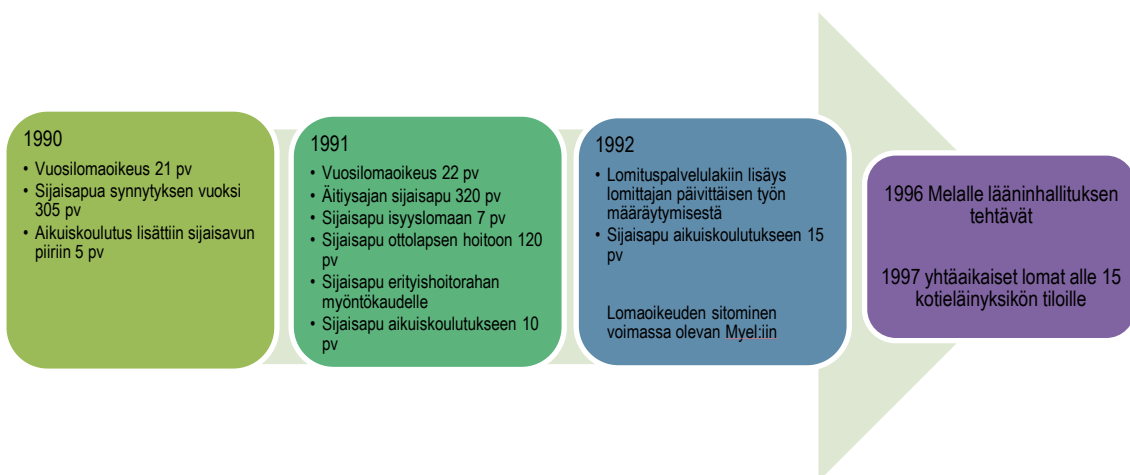 1990
• Vuosilomaoikeus 21 pv
• Sijaisapua synnytyksen vuoksi
305 pv
• Aikuiskoulutus lisättiin sijaisavun
piiriin 5 pv
1991
• Vuosilomaoikeus 22 pv
• Äitiysajan sijaisapu 320 pv
• Sijaisapu isyyslomaan 7 pv
• Sijaisapu ottolapsen hoitoon 120
pv
• Sijaisapu erityishoitorahan
myöntökaudelle
• Sijaisapu aikuiskoulutukseen 10
pv
1992
• Lomituspalvelulakiin lisäys
lomittajan päivittäisen työn
määräytymisestä
• Sijaisapu aikuiskoulutukseen 15
pv
Lomaoikeuden sitominen
voimassa olevan Myel:iin
1996 Melalle lääninhallituksen
tehtävät
1997 yhtäaikaiset lomat alle 15
kotieläinyksikön tiloille